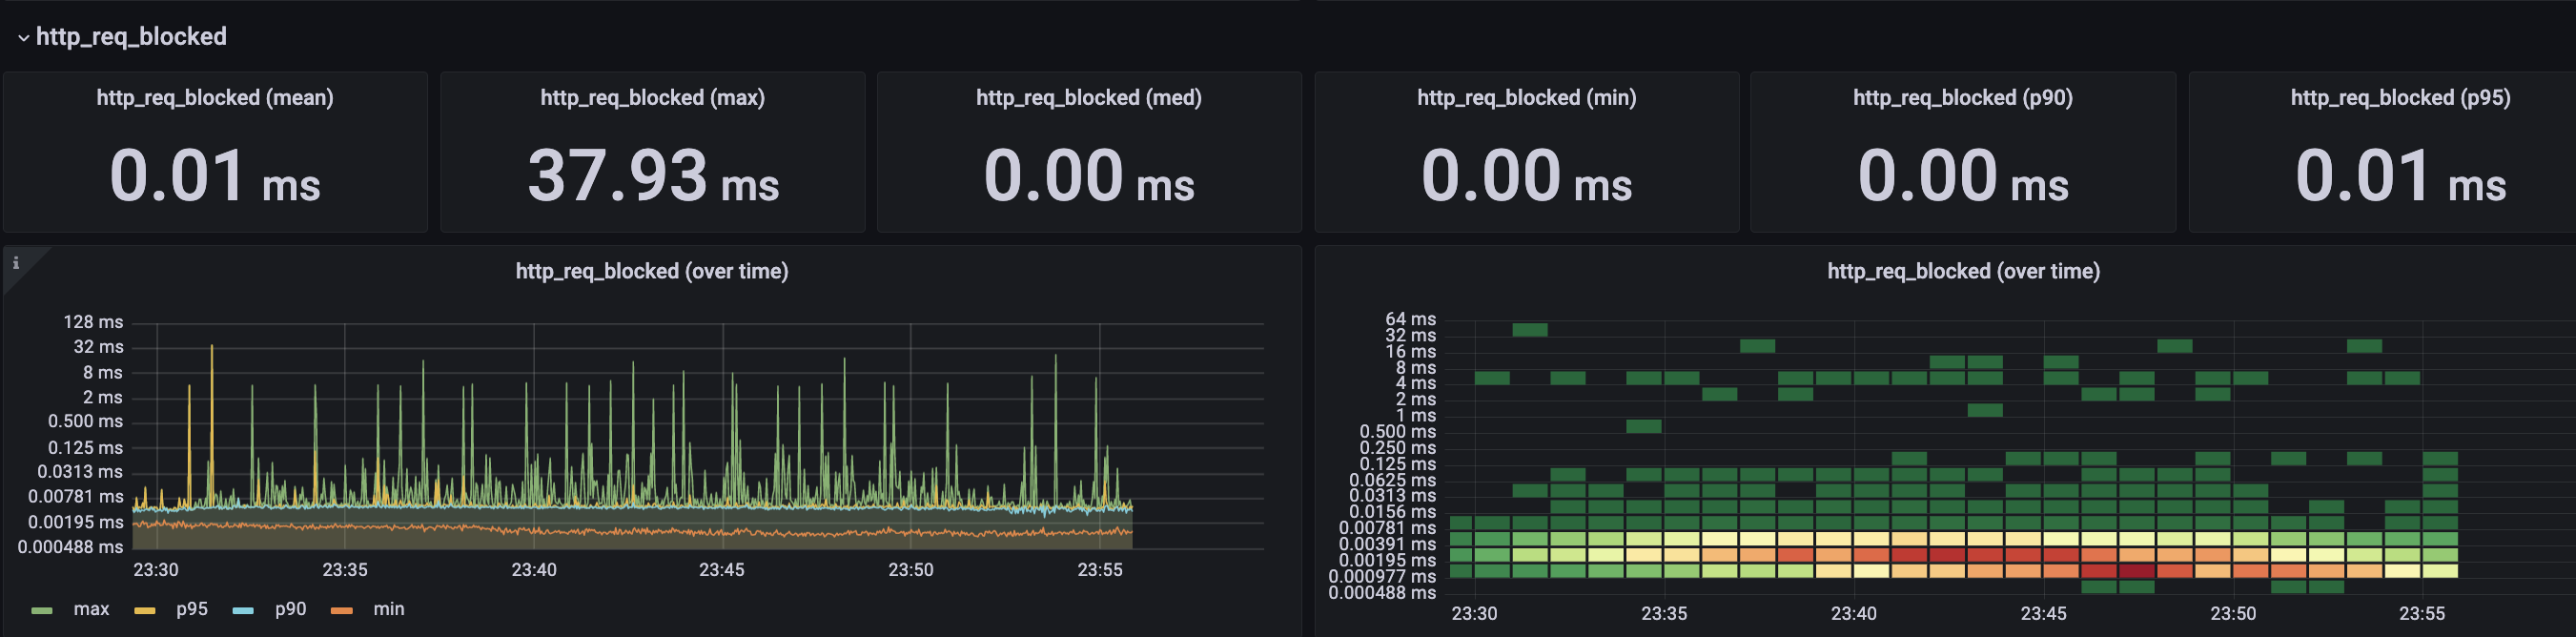 http_req_blocked
http_req_blocked (mean)
0.01 ms
http_req_blocked (max)
37.93 ms
http_req_blocked (med)
0.00 ms
http_req_blocked (min)
0.00 ms
http_req_blocked (p90)
0.00 ms
http_req_blocked (p95)
0.01 ms
i
http_req_blocked (over time)
128 ms
32 ms
8 ms
2 ms
0.500 ms
0.125 ms
0.0313 ms
0.00781 ms
0.00195 ms
0.000488 ms
23:30 23:35 23:40 23:45 23:50 23:55
max p95 p90 min
http_req_blocked (over time)
64 ms
32 ms
16 ms
8 ms
4 ms
2 ms
1 ms
0.500 ms
0.250 ms
0.125 ms
0.0625 ms
0.0313 ms
0.0156 ms
0.00781 ms
0.00391 ms
0.00195 ms
0.000977 ms
0.000488 ms
23:30 23:35 23:40 23:45 23:50 23:55